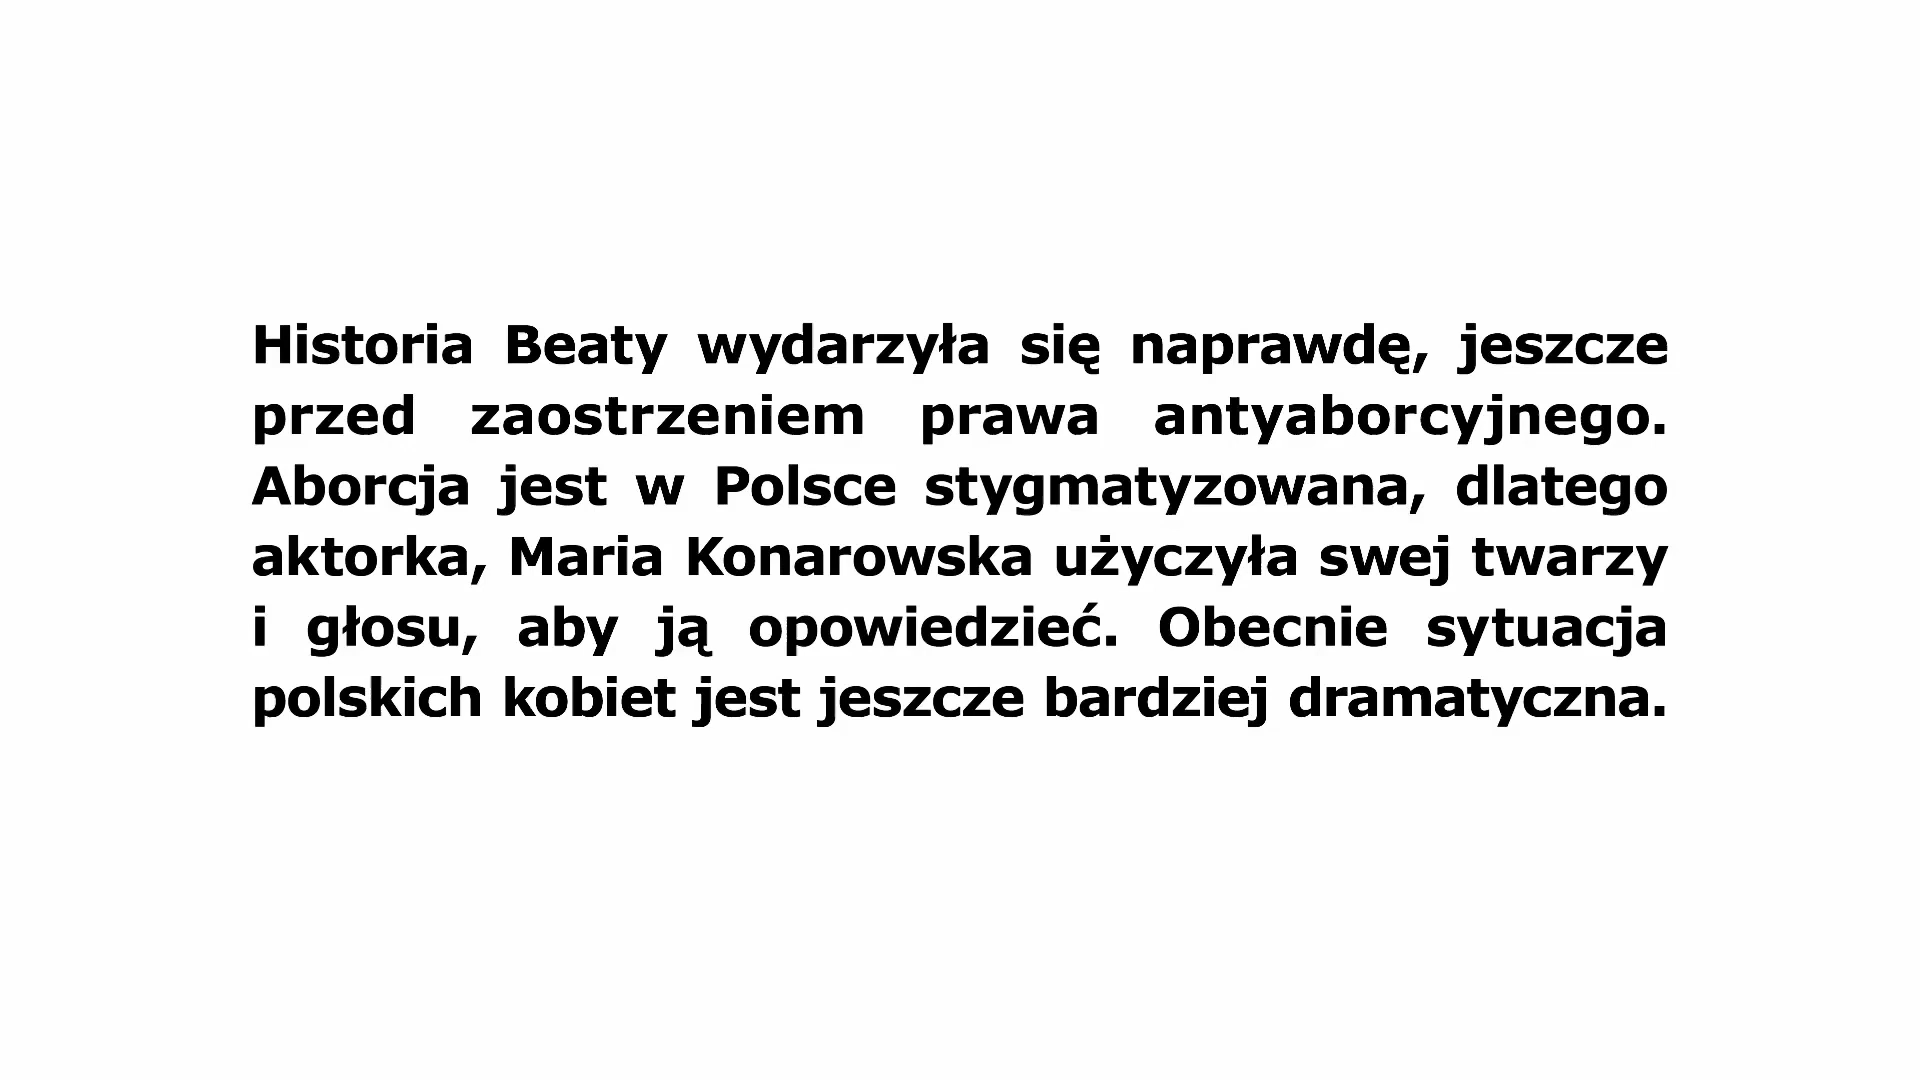 Historia Beaty wydarzyła się naprawdę, jeszcze
przed zaostrzeniem prawa antyaborcyjnego.
Aborcja jest w Polsce stygmatyzowana, dlatego
aktorka, Maria Konarowska użyczyła swej twarzy
i głosu, aby ją opowiedzieć. Obecnie sytuacja
polskich kobiet jest jeszcze bardziej dramatyczna.